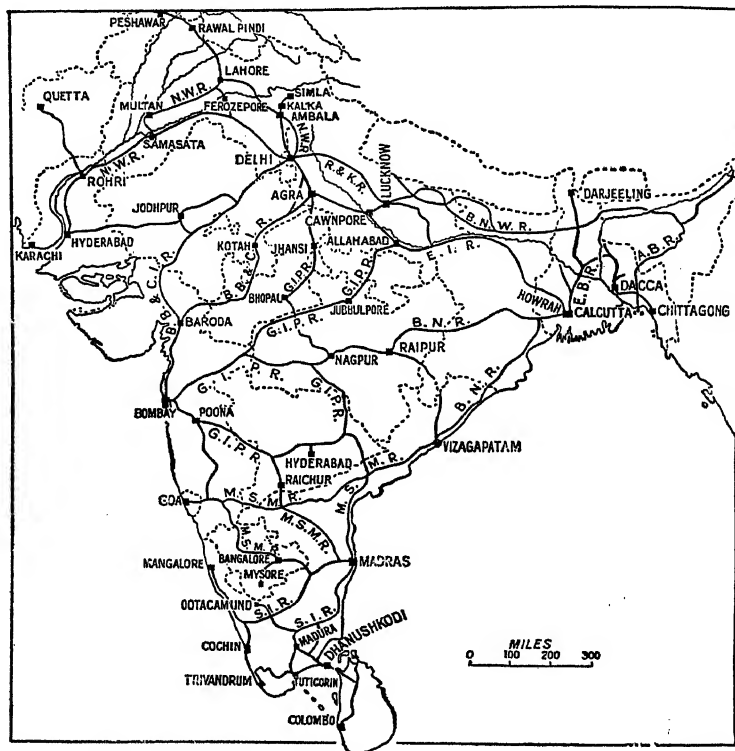 PESHAWAR
RAWAL PINDI
LAHORE
QUETTA
N.W.R.
SIMLA
MULTAN
FEROZEPORE
KALKA
AMBALA
N.W.R.
SAMASATA
N.W.R.
DELHI
ROHRI
R. & K.R.
LUCKNOW
AGRA
DARJEELING
JODHPUR
CAWNPORE
B.N.W.R.
HYDERABAD
KOTAH
JHANSI
ALLAHABAD
A.B.R.
KARACHI
E.I.R.
B.B. & C.I.R.
B.B. & C.I.R.
G.I.P.R.
G.I.P.R.
E.B.R.
DACCA
BHOPAL
JUBBULPORE
HOWRAH
CALCUTTA
CHITTAGONG
BARODA
G.I.P.R.
B.N.R.
NAGPUR
RAIPUR
G.I.P.R.
G.I.P.R.
B.N.R.
BOMBAY
POONA
G.I.P.R.
VIZAGAPATAM
HYDERABAD
RAICHUR
M.S.M.R.
GOA
M.S.M.R.
M.S.M.R.
M.S.M.R.
MANGALORE
BANGALORE
MADRAS
MYSORE
OOTACAMUND
S.I.R.
S.I.R.
MADURA
DHANUSHKODI
COCHIN
MILES
0 100 200 300
TRIVANDRUM
TUTICORIN
COLOMBO